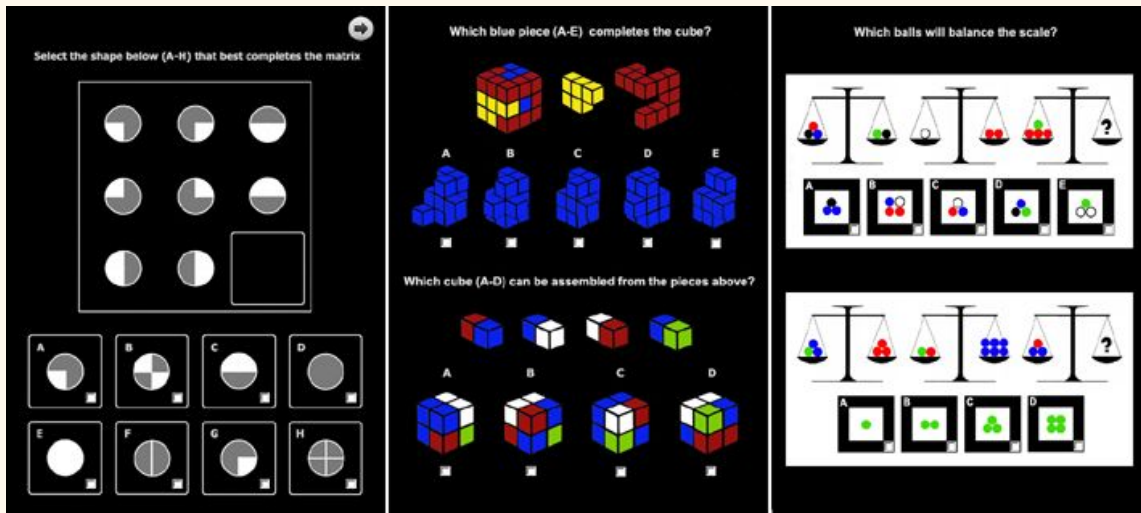 Select the shape below (A-H) that best completes the matrix
A
B
C
D
E
F
G
H
Which blue piece (A-E) completes the cube?
A
B
C
D
E
Which cube (A-D) can be assembled from the pieces above?
A
B
C
D
Which balls will balance the scale?
?
A
B
C
D
E
?
A
B
C
D